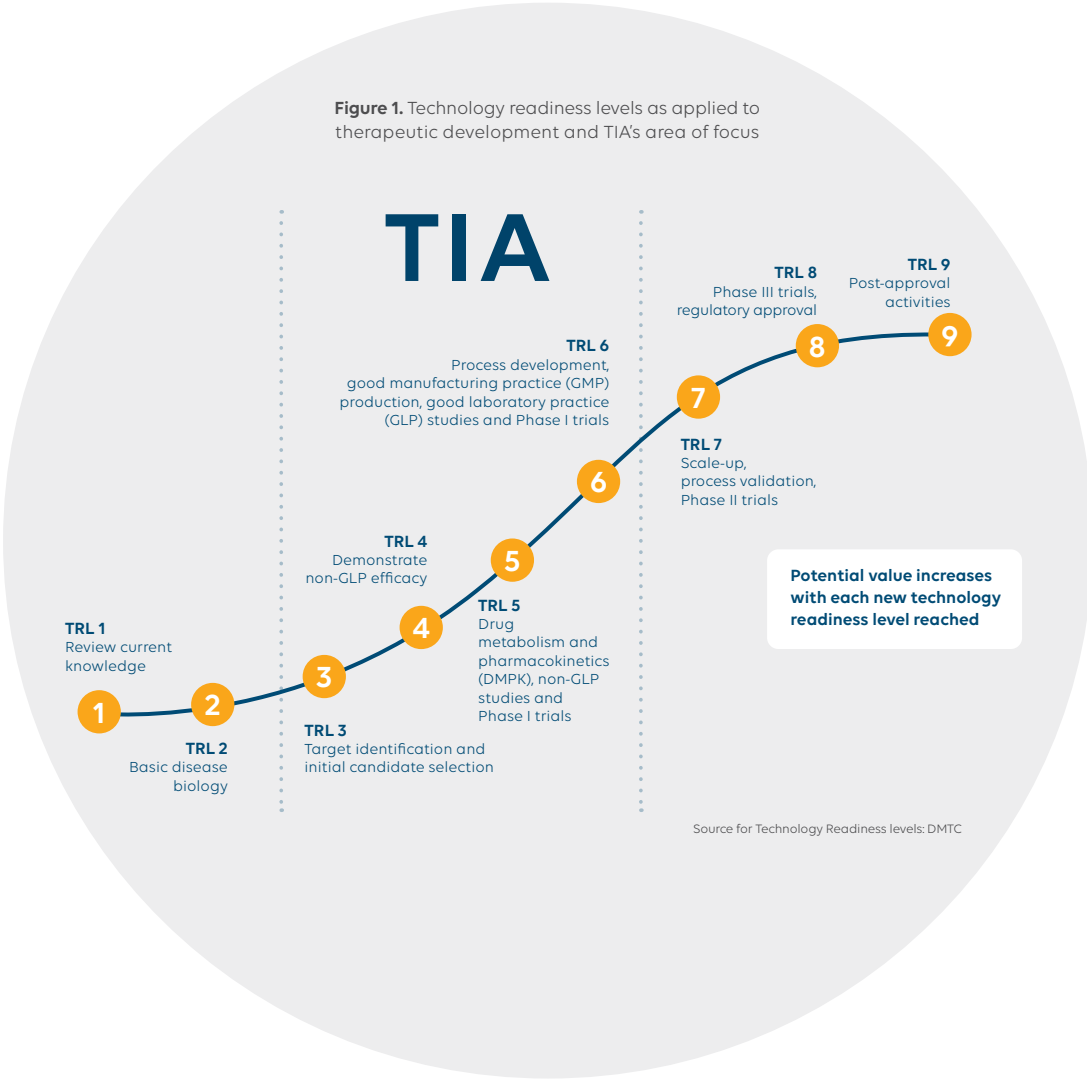 Figure 1. Technology readiness levels as applied to
therapeutic development and TIA's area of focus
TIA
TRL 1
Review current
knowledge
1
2
TRL 2
Basic disease
biology
3
TRL 3
Target identification and
initial candidate selection
TRL 4
Demonstrate
non-GLP efficacy
4
5
TRL 5
Drug
metabolism and
pharmacokinetics
(DMPK), non-GLP
studies and
Phase I trials
TRL 6
Process development,
good manufacturing practice (GMP)
production, good laboratory practice
(GLP) studies and Phase I trials
6
7
TRL 7
Scale-up,
process validation,
Phase II trials
TRL 8
Phase III trials,
regulatory approval
8
TRL 9
Post-approval
activities
9
Potential value increases
with each new technology
readiness level reached
Source for Technology Readiness levels: DMTC